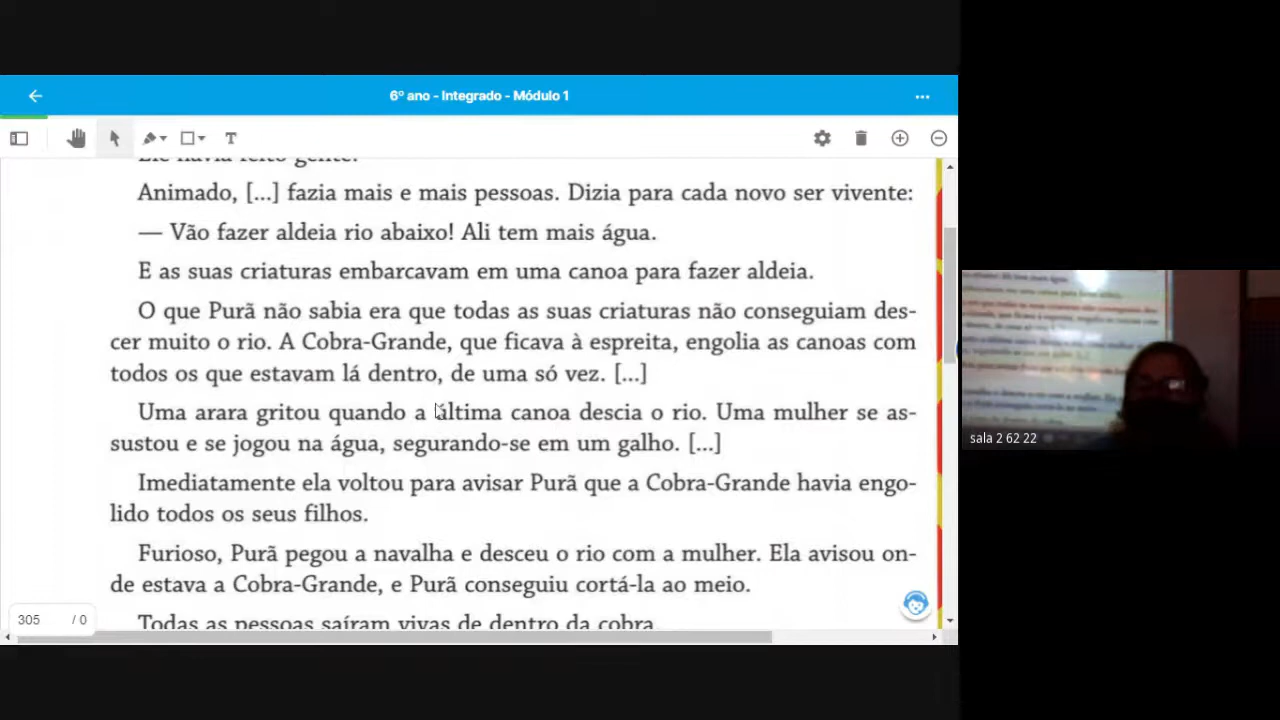 6º ano - Integrado - Módulo 1
Ele havia feito gente!
Animado, [...] fazia mais e mais pessoas. Dizia para cada novo ser vivente:
— Vão fazer aldeia rio abaixo! Ali tem mais água.
E as suas criaturas embarcavam em uma canoa para fazer aldeia.
O que Purã não sabia era que todas as suas criaturas não conseguiam des-
cer muito o rio. A Cobra-Grande, que ficava à espreita, engolia as canoas com
todos os que estavam lá dentro, de uma só vez. [...]
Uma arara gritou quando a última canoa descia o rio. Uma mulher se as-
sustou e se jogou na água, segurando-se em um galho. [...]
Imediatamente ela voltou para avisar Purã que a Cobra-Grande havia engo-
lido todos os seus filhos.
Furioso, Purã pegou a navalha e desceu o rio com a mulher. Ela avisou on-
de estava a Cobra-Grande, e Purã conseguiu cortá-la ao meio.
Todas as pessoas saíram vivas de dentro da cobra.
305 / 0
sala 2 62 22